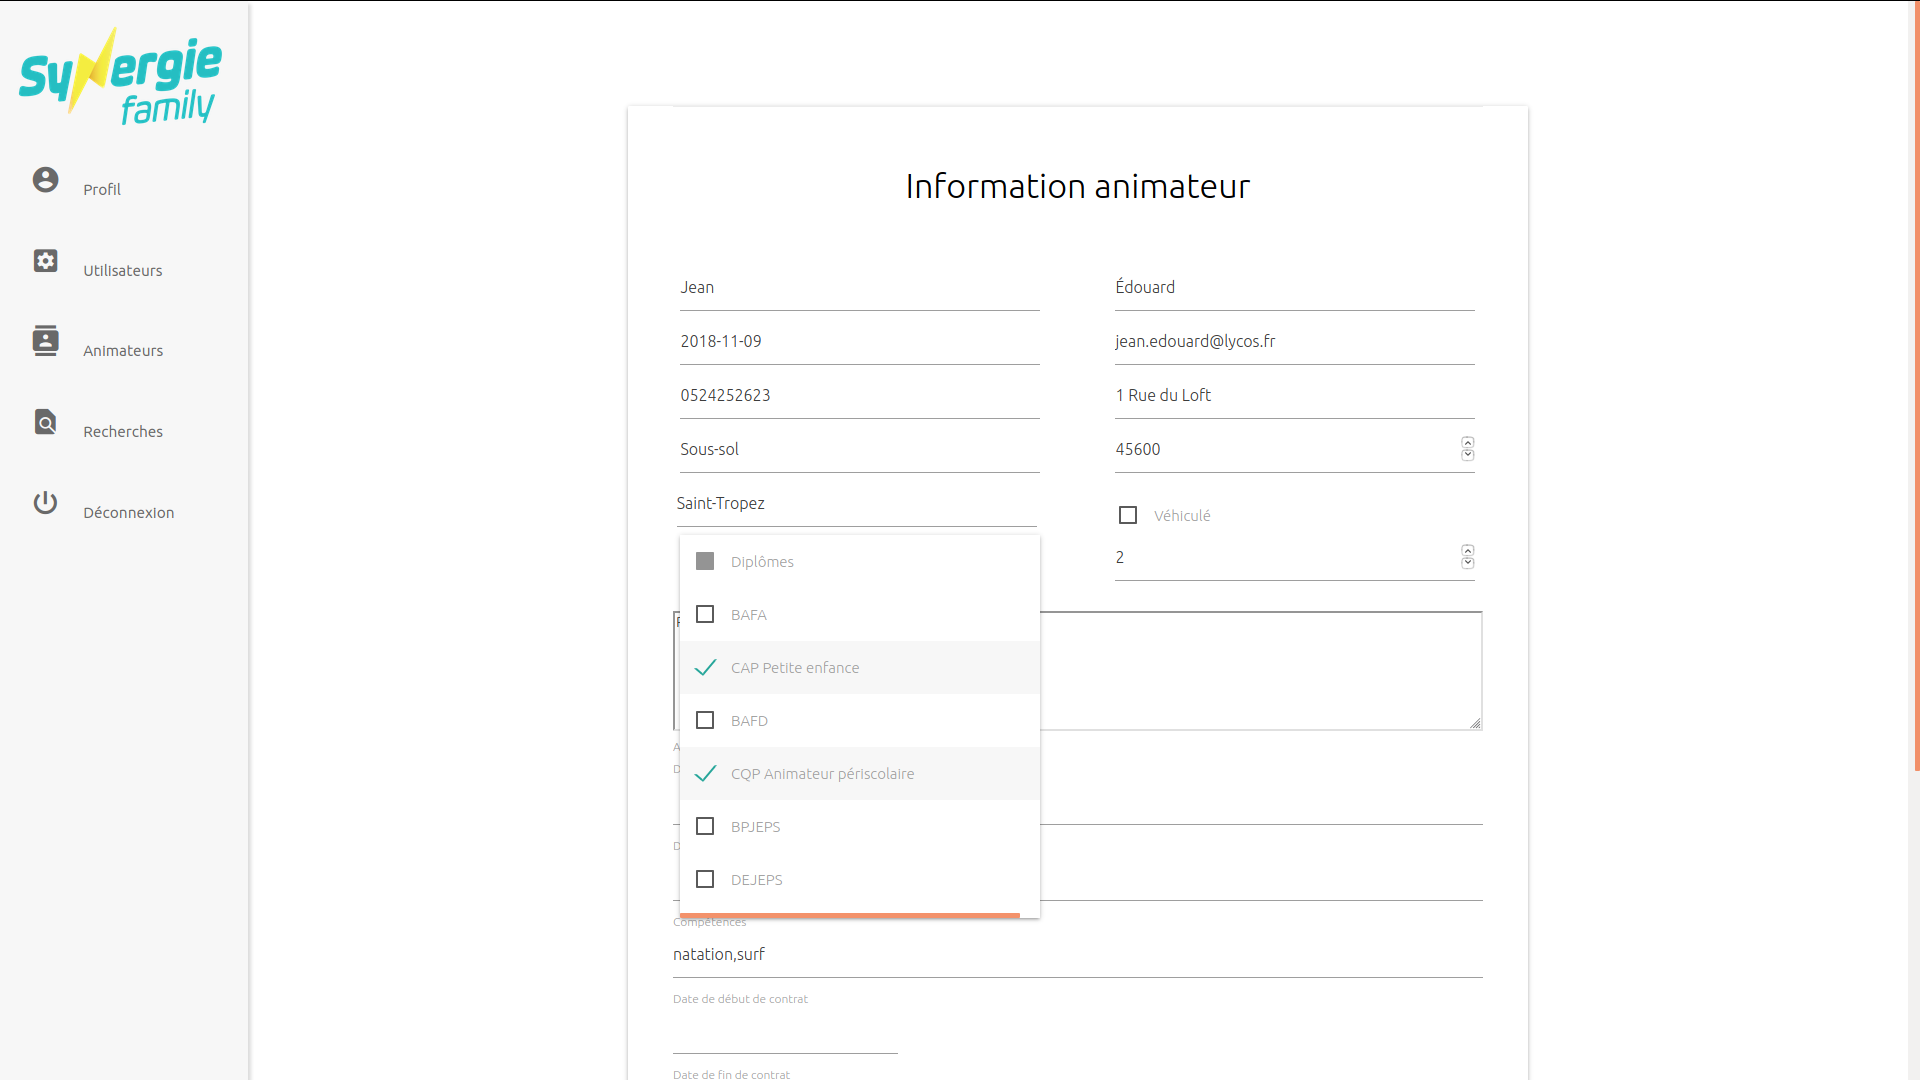 Synergie
family
Profil
Utilisateurs
Animateurs
Recherches
Déconnexion
Information animateur
Jean
Édouard
2018-11-09
jean.edouard@lycos.fr
0524252623
1 Rue du Loft
Sous-sol
45600
Saint-Tropez
Véhiculé
2
Diplômes
BAFA
CAP Petite enfance
BAFD
CQP Animateur périscolaire
BPJEPS
DEJEPS
Compétences
natation,surf
Date de début de contrat
Date de fin de contrat